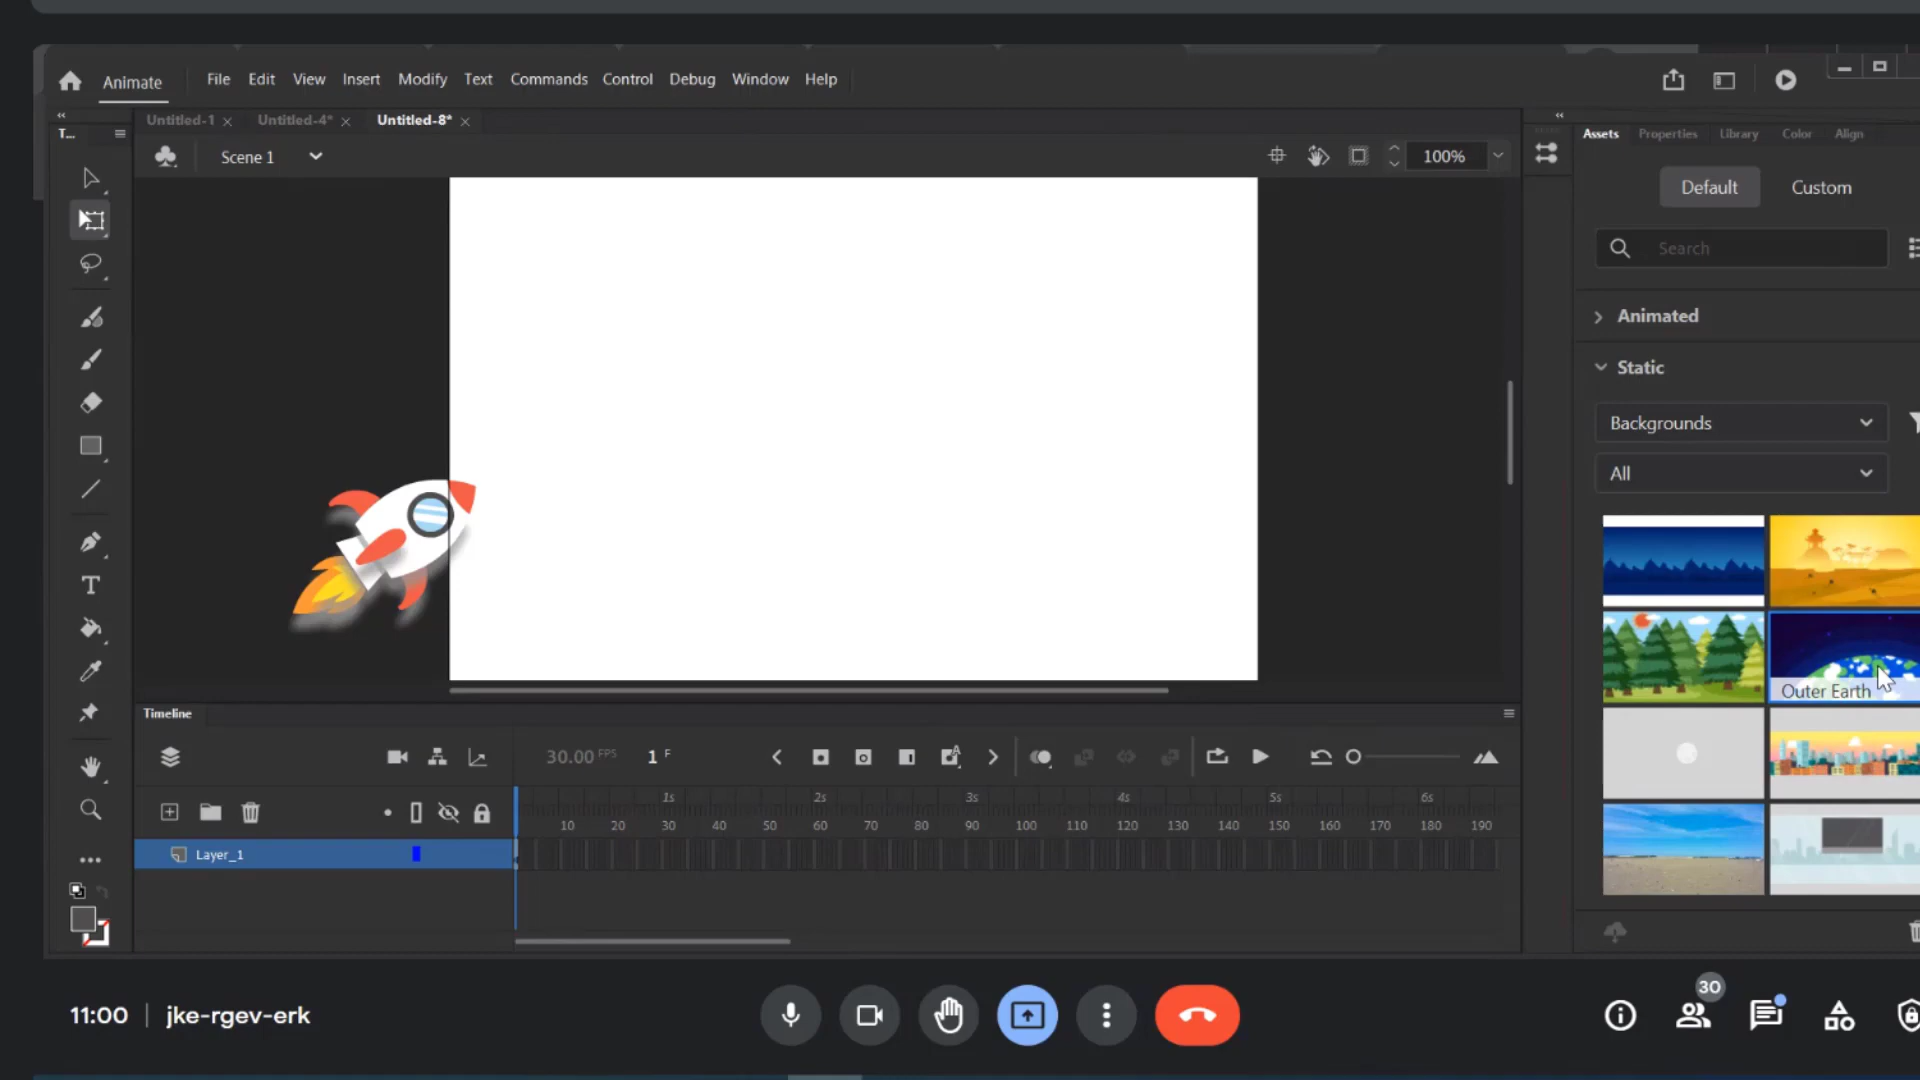 Animate File Edit View Insert Modify Text Commands Control Debug Window Help
Untitled-1 Untitled-4* Untitled-8*
T...
Assets Properties Library Color Align
Scene 1
100%
Default Custom
Search
Animated
Static
Backgrounds
All
Outer Earth
Timeline
30.00 FPS 1 F
1s 2s 3s 4s 5s 6s
10 20 30 40 50 60 70 80 90 100 110 120 130 140 150 160 170 180 190
Layer_1
11:00 jke-rgev-erk
30